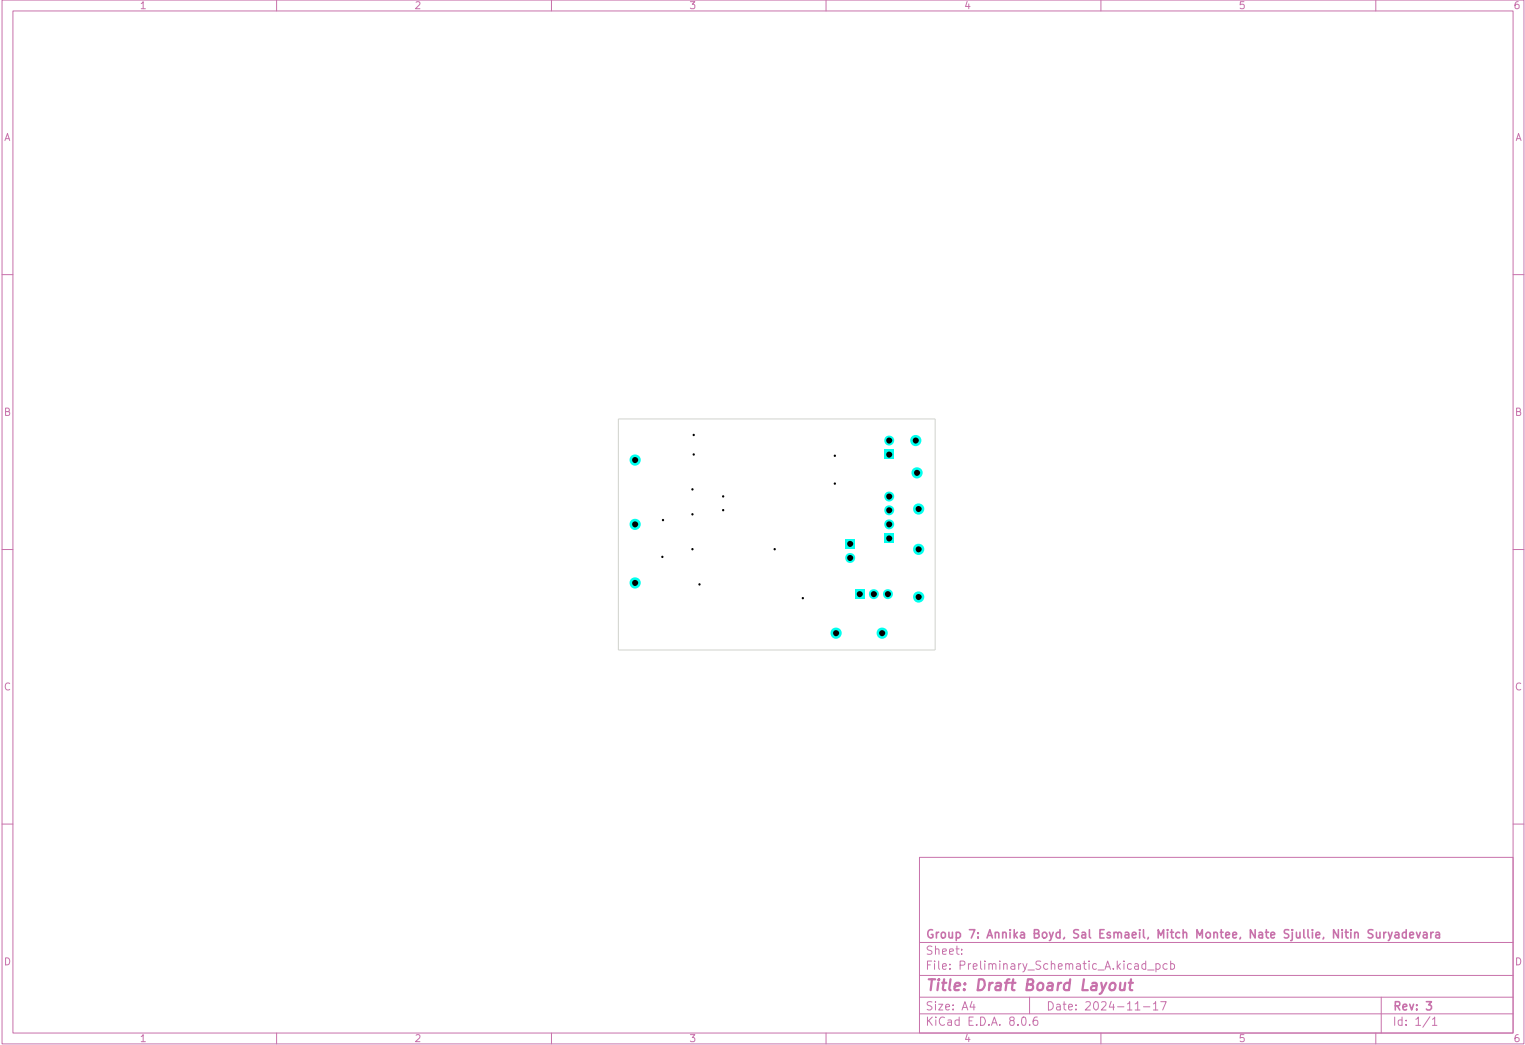 1 2 3 4 5 6
A A
B B
C C
Group 7: Annika Boyd, Sal Esmaeil, Mitch Montee, Nate Sjullie, Nitin Suryadevara
Sheet:
D D
File: Preliminary_Schematic_A.kicad_pcb
Title: Draft Board Layout
Size: A4 Date: 2024-11-17 Rev: 3
KiCad E.D.A. 8.0.6 Id: 1/1
1 2 3 4 5 6